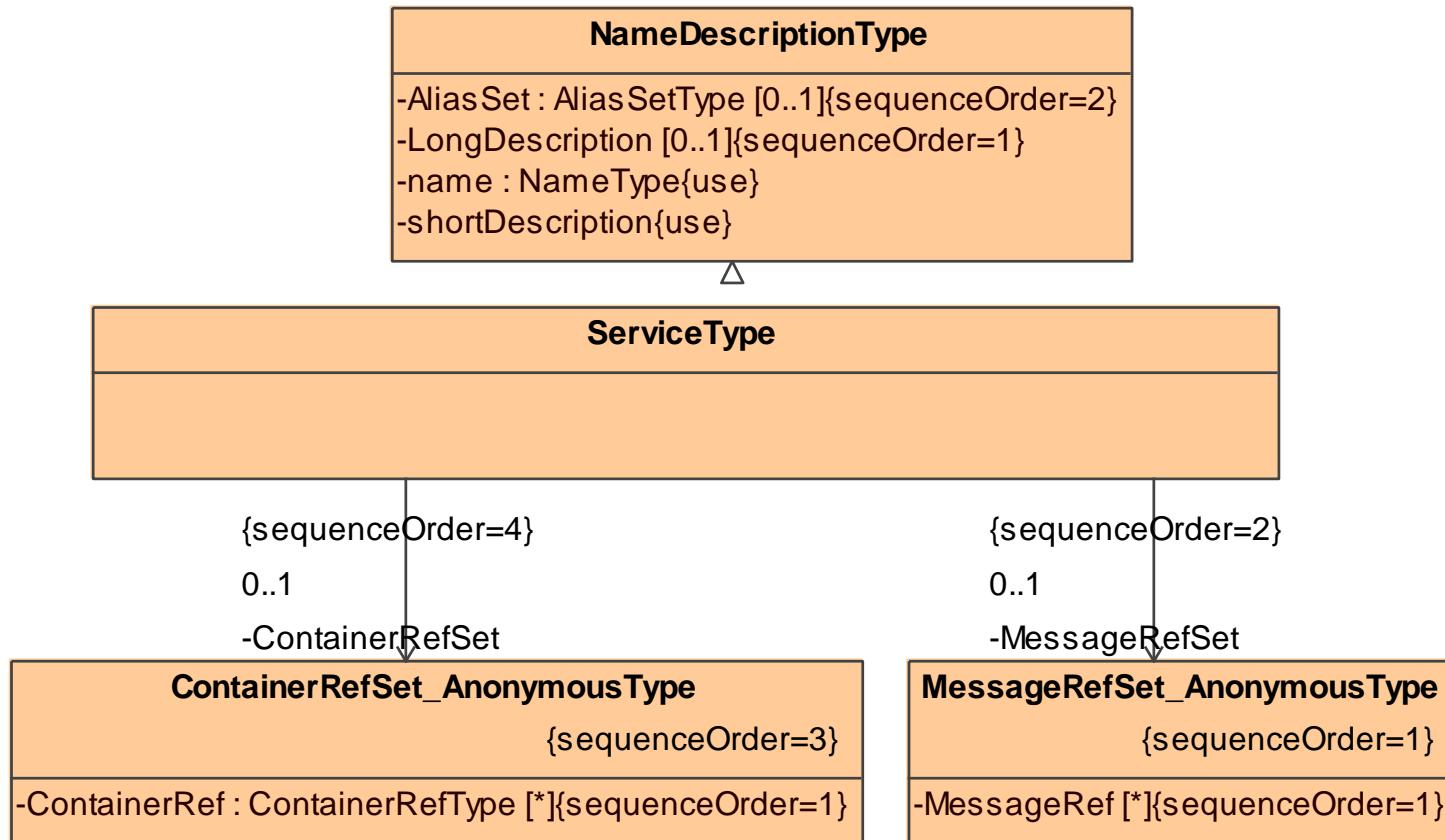 NameDescriptionType
-AliasSet : AliasSetType [0..1]{sequenceOrder=2}
-LongDescription [0..1]{sequenceOrder=1}
-name : NameType{use}
-shortDescription{use}
ServiceType
{sequenceOrder=4}
0..1
-ContainerRefSet
{sequenceOrder=2}
0..1
-MessageRefSet
ContainerRefSet_AnonymousType
{sequenceOrder=3}
-ContainerRef : ContainerRefType [*]{sequenceOrder=1}
MessageRefSet_AnonymousType
{sequenceOrder=1}
-MessageRef [*]{sequenceOrder=1}